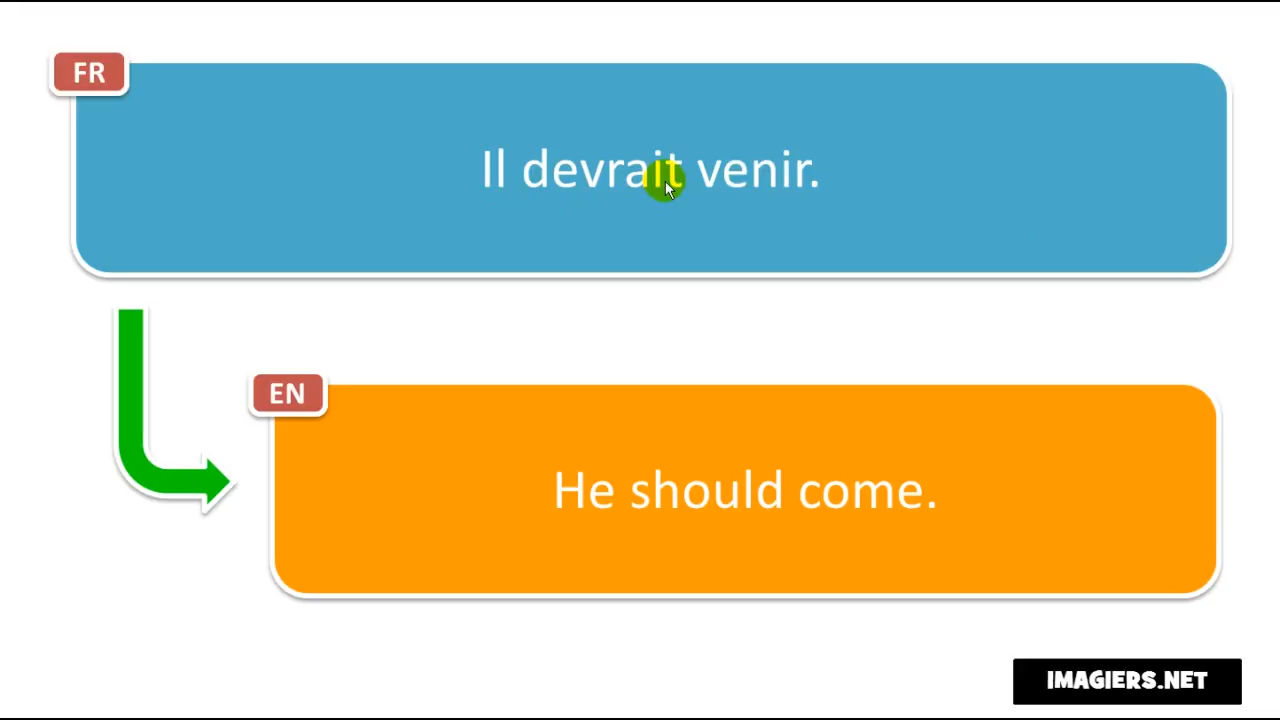 FR
Il devrait venir.
EN
He should come.
IMAGIERS.NET